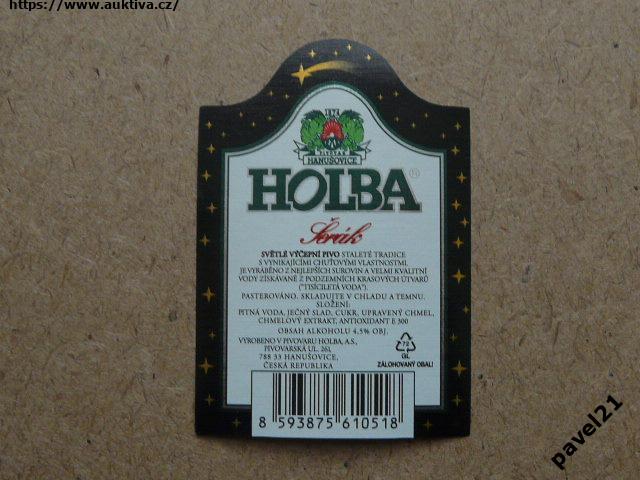 https://www.auktiva.cz/
1874
PIVOVAR
HANUŠOVICE
HOLBA
Šerák
SVĚTLÉ VÝČEPNÍ PIVO STALETÉ TRADICE
S VYNIKAJÍCÍMI CHUŤOVÝMI VLASTNOSTMI.
JE VYRÁBĚNO Z NEJLEPŠÍCH SUROVIN A VELMI KVALITNÍ
VODY ZÍSKÁVANÉ Z PODZEMNÍCH KRASOVÝCH ÚTVARŮ
("TISÍCILETÁ VODA").
PASTEROVÁNO. SKLADUJTE V CHLADU A TEMNU.
SLOŽENÍ:
PITNÁ VODA, JEČNÝ SLAD, CUKR, UPRAVENÝ CHMEL,
CHMELOVÝ EXTRAKT, ANTIOXIDANT E 300
OBSAH ALKOHOLU 4,5% OBJ.
VYROBENO V PIVOVARU HOLBA, A.S.,
PIVOVARSKÁ UL. 261,
788 33 HANUŠOVICE,
ČESKÁ REPUBLIKA
GL
ZÁLOHOVANÝ OBAL!
8 593875 610518
pavel21